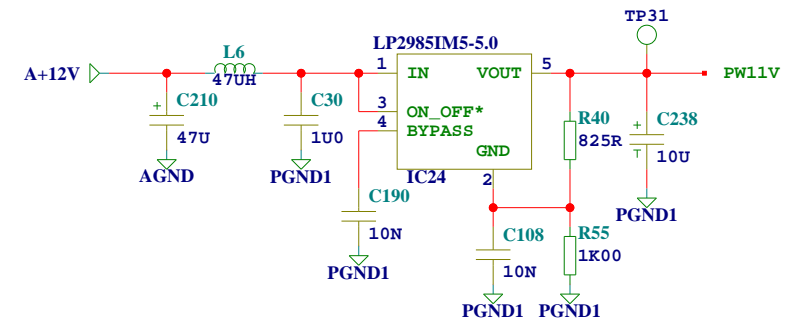 TP31
LP2985IM5-5.0
L6
A+12V
47UH
1
IN
VOUT
5
PW11V
C210
47U
AGND
C30
1U0
PGND1
3
ON_OFF*
4
BYPASS
GND
IC24
2
R40
825R
C238
10U
PGND1
C190
10N
PGND1
C108
10N
PGND1
R55
1K00
PGND1